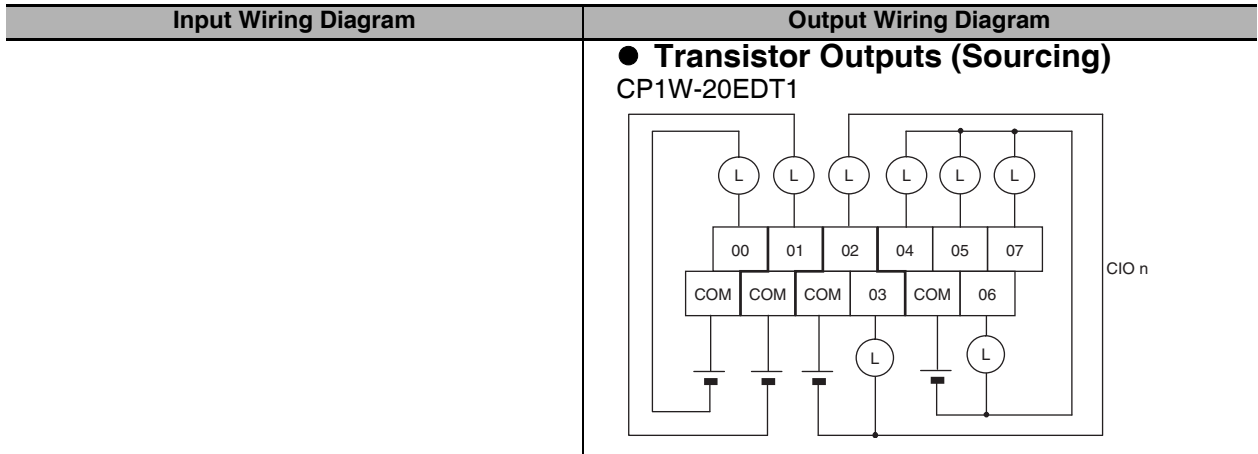 Input Wiring Diagram Output Wiring Diagram
● Transistor Outputs (Sourcing)
CP1W-20EDT1
L L L L L L
00 01 02 04 05 07
CIO n
COM COM COM 03 COM 06
L L